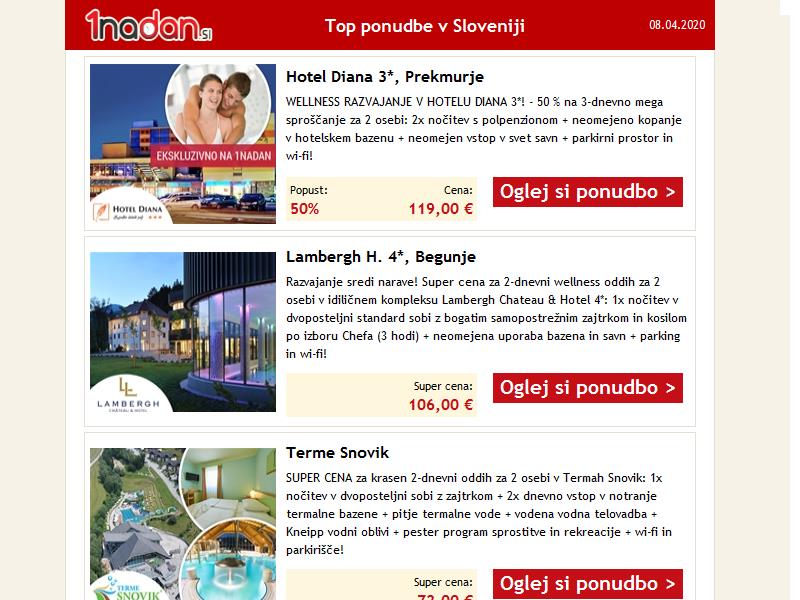 1nadan.si
Top ponudbe v Sloveniji
08.04.2020
EKSKLUZIVNO NA 1NADAN
HOTEL DIANA
Hotel Diana 3*, Prekmurje
WELLNESS RAZVAJANJE V HOTELU DIANA 3*! - 50 % na 3-dnevno mega
sproščanje za 2 osebi: 2x nočitev s polpenzionom + neomejeno kopanje
v hotelskem bazenu + neomejen vstop v svet savn + parkirni prostor in
wi-fi!
Popust:
Cena:
50%
119,00 €
Oglej si ponudbo >
LAMBERGH
CHÂTEAU & HOTEL
Lambergh H. 4*, Begunje
Razvajanje sredi narave! Super cena za 2-dnevni wellness oddih za 2
osebi v idiličnem kompleksu Lambergh Chateau & Hotel 4*: 1x nočitev v
dvoposteljni standard sobi z bogatim samopostrežnim zajtrkom in kosilom
po izboru Chefa (3 hodi) + neomejena uporaba bazena in savn + parking
in wi-fi!
Super cena:
106,00 €
Oglej si ponudbo >
TERME
SNOVIK
Terme Snovik
SUPER CENA za krasen 2-dnevni oddih za 2 osebi v Termah Snovik: 1x
nočitev v dvoposteljni sobi z zajtrkom + 2x dnevno vstop v notranje
termalne bazene + pitje termalne vode + vodena vodna telovadba +
Kneipp vodni oblivi + pester program sprostitve in rekreacije + wi-fi in
parkirišče!
Super cena:
73,00 €
Oglej si ponudbo >